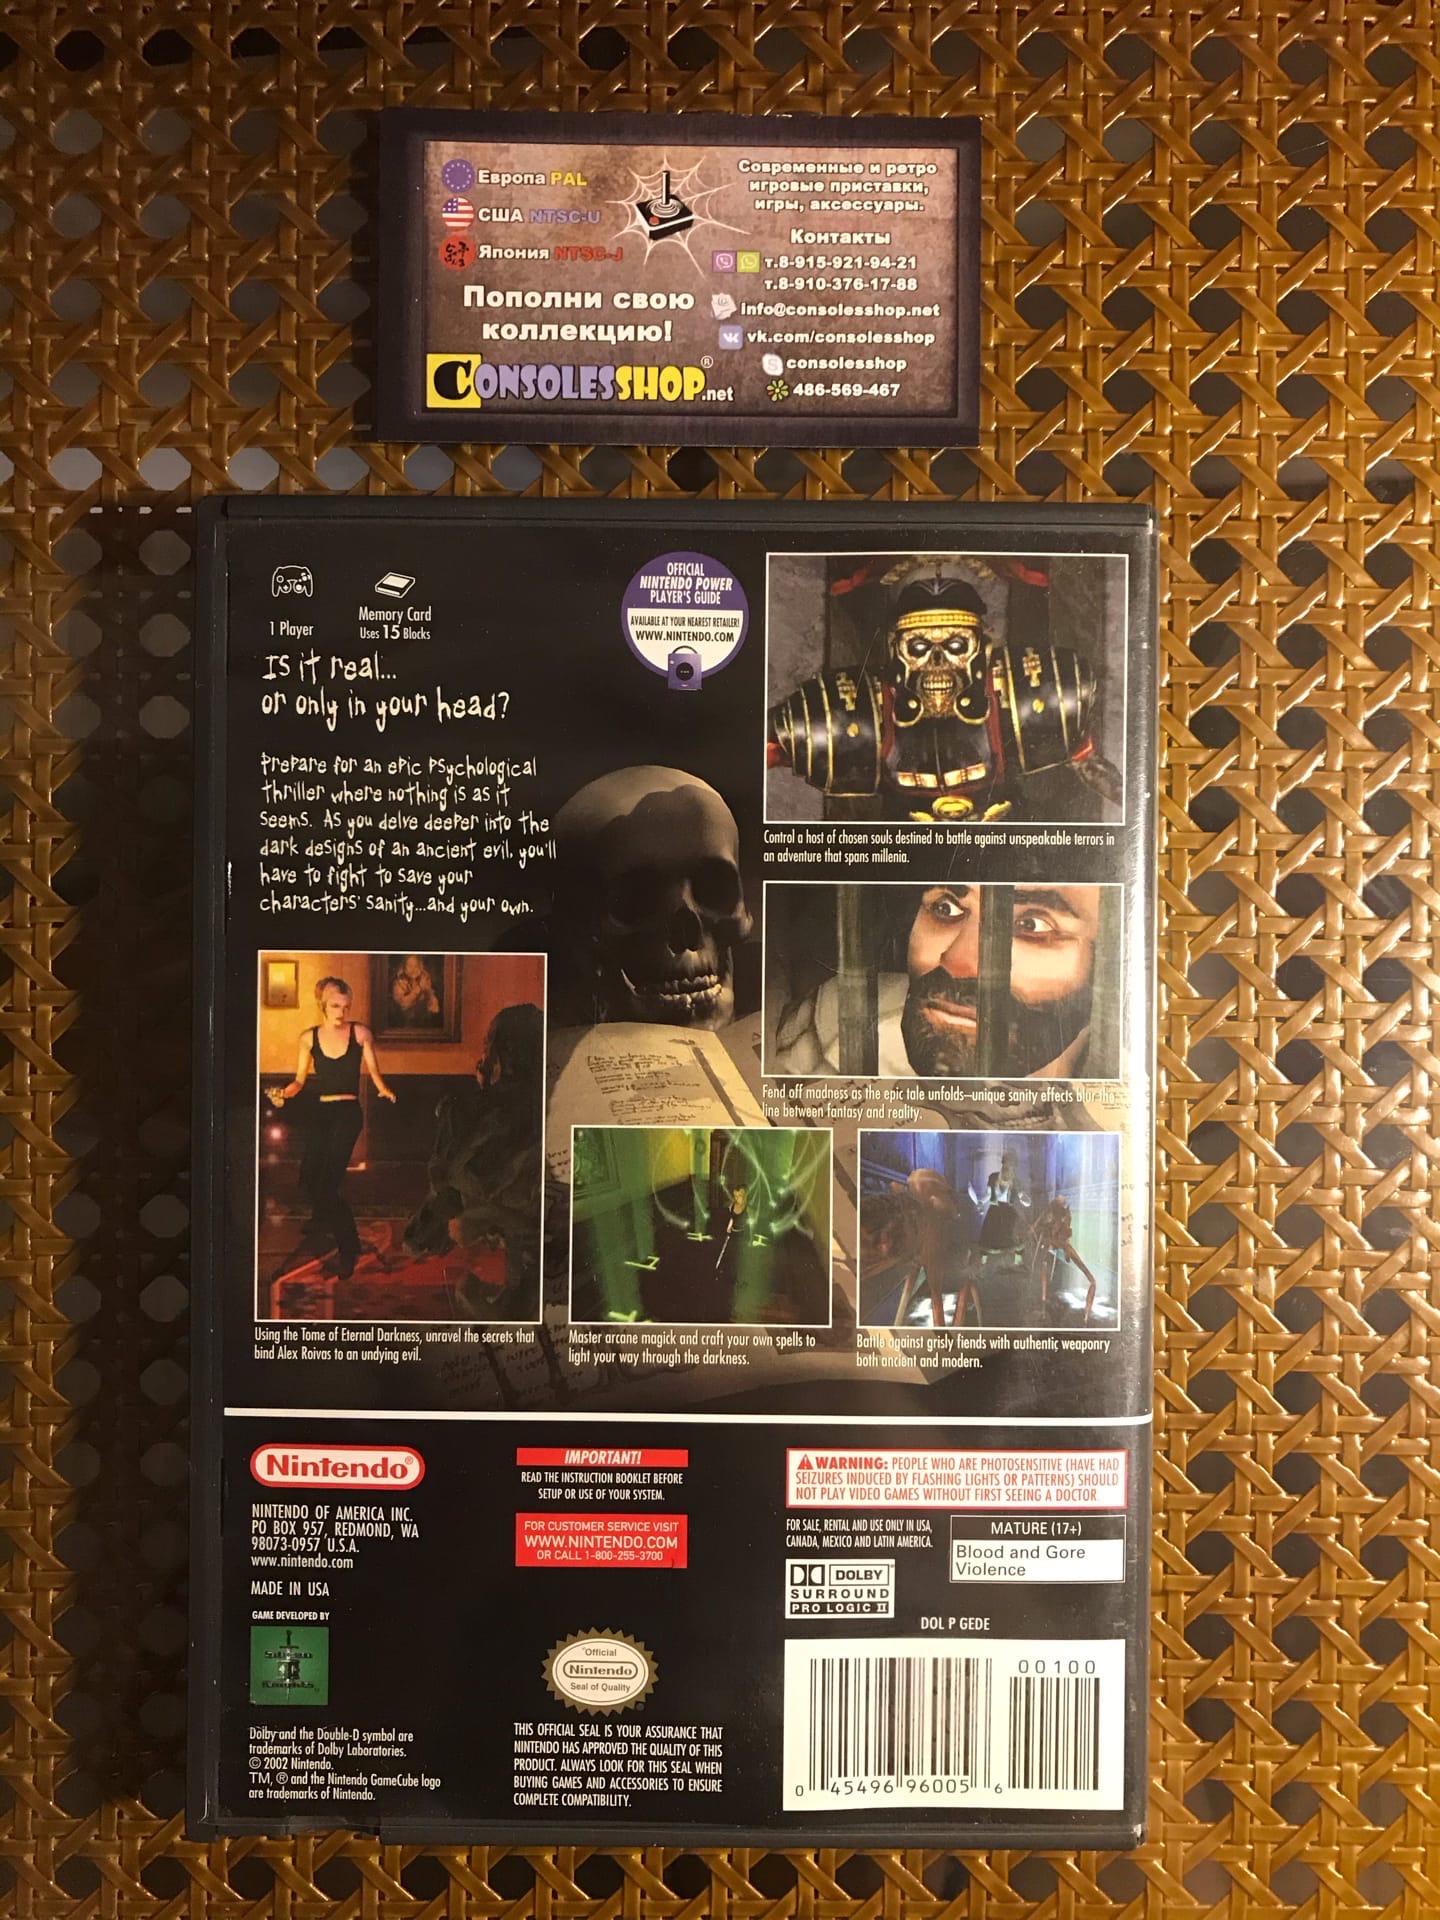 Европа PAL
США NTSC-U
Япония NTSC-J
Пополни свою
коллекцию!
CONSOLESSHOP.net®
Современные и ретро
игровые приставки,
игры, аксессуары.
Контакты
т.8-915-921-94-21
т.8-910-376-17-88
info@consolesshop.net
vk.com/consolesshop
consolesshop
486-569-467
1 Player
Memory Card
Uses 15 Blocks
OFFICIAL
NINTENDO POWER
PLAYER'S GUIDE
AVAILABLE AT YOUR NEAREST RETAILER!
WWW.NINTENDO.COM
Is it real...
or only in your head?
Prepare for an epic psychological
thriller where nothing is as it
seems. As you delve deeper into the
dark designs of an ancient evil, you'll
have to fight to save your
characters' sanity...and your own.
Control a host of chosen souls destined to battle against unspeakable terrors in
an adventure that spans millenia.
Fend off madness as the epic tale unfolds–unique sanity effects blur the
line between fantasy and reality.
Using the Tome of Eternal Darkness, unravel the secrets that
bind Alex Roivas to an undying evil.
Master arcane magick and craft your own spells to
light your way through the darkness.
Battle against grisly fiends with authentic weaponry
both ancient and modern.
Nintendo®
NINTENDO OF AMERICA INC.
PO BOX 957, REDMOND, WA
98073-0957 U.S.A.
www.nintendo.com
MADE IN USA
GAME DEVELOPED BY
Silicon
Knights
Dolby and the Double-D symbol are
trademarks of Dolby Laboratories.
© 2002 Nintendo.
TM, ® and the Nintendo GameCube logo
are trademarks of Nintendo.
IMPORTANT!
READ THE INSTRUCTION BOOKLET BEFORE
SETUP OR USE OF YOUR SYSTEM.
FOR CUSTOMER SERVICE VISIT
WWW.NINTENDO.COM
OR CALL 1-800-255-3700
Official
Nintendo
Seal of Quality
THIS OFFICIAL SEAL IS YOUR ASSURANCE THAT
NINTENDO HAS APPROVED THE QUALITY OF THIS
PRODUCT. ALWAYS LOOK FOR THIS SEAL WHEN
BUYING GAMES AND ACCESSORIES TO ENSURE
COMPLETE COMPATIBILITY.
WARNING: PEOPLE WHO ARE PHOTOSENSITIVE (HAVE HAD
SEIZURES INDUCED BY FLASHING LIGHTS OR PATTERNS) SHOULD
NOT PLAY VIDEO GAMES WITHOUT FIRST SEEING A DOCTOR.
FOR SALE, RENTAL AND USE ONLY IN USA,
CANADA, MEXICO AND LATIN AMERICA.
MATURE (17+)
Blood and Gore
Violence
DOLBY
SURROUND
PRO LOGIC II
DOL P GEDE
00100
0 45496 96005 6